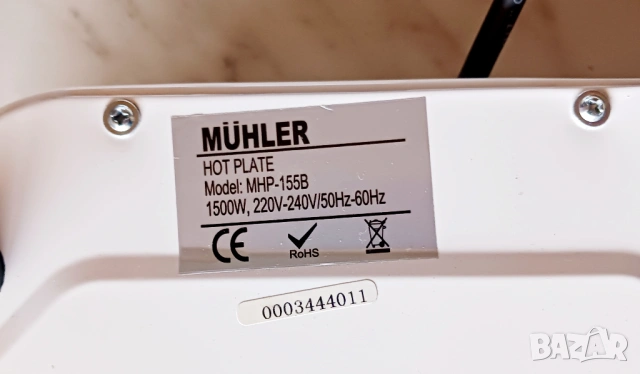 MÜHLER
HOT PLATE
Model: MHP-155B
1500W, 220V-240V/50Hz-60Hz
CE
RoHS
0003444011
BAZAR